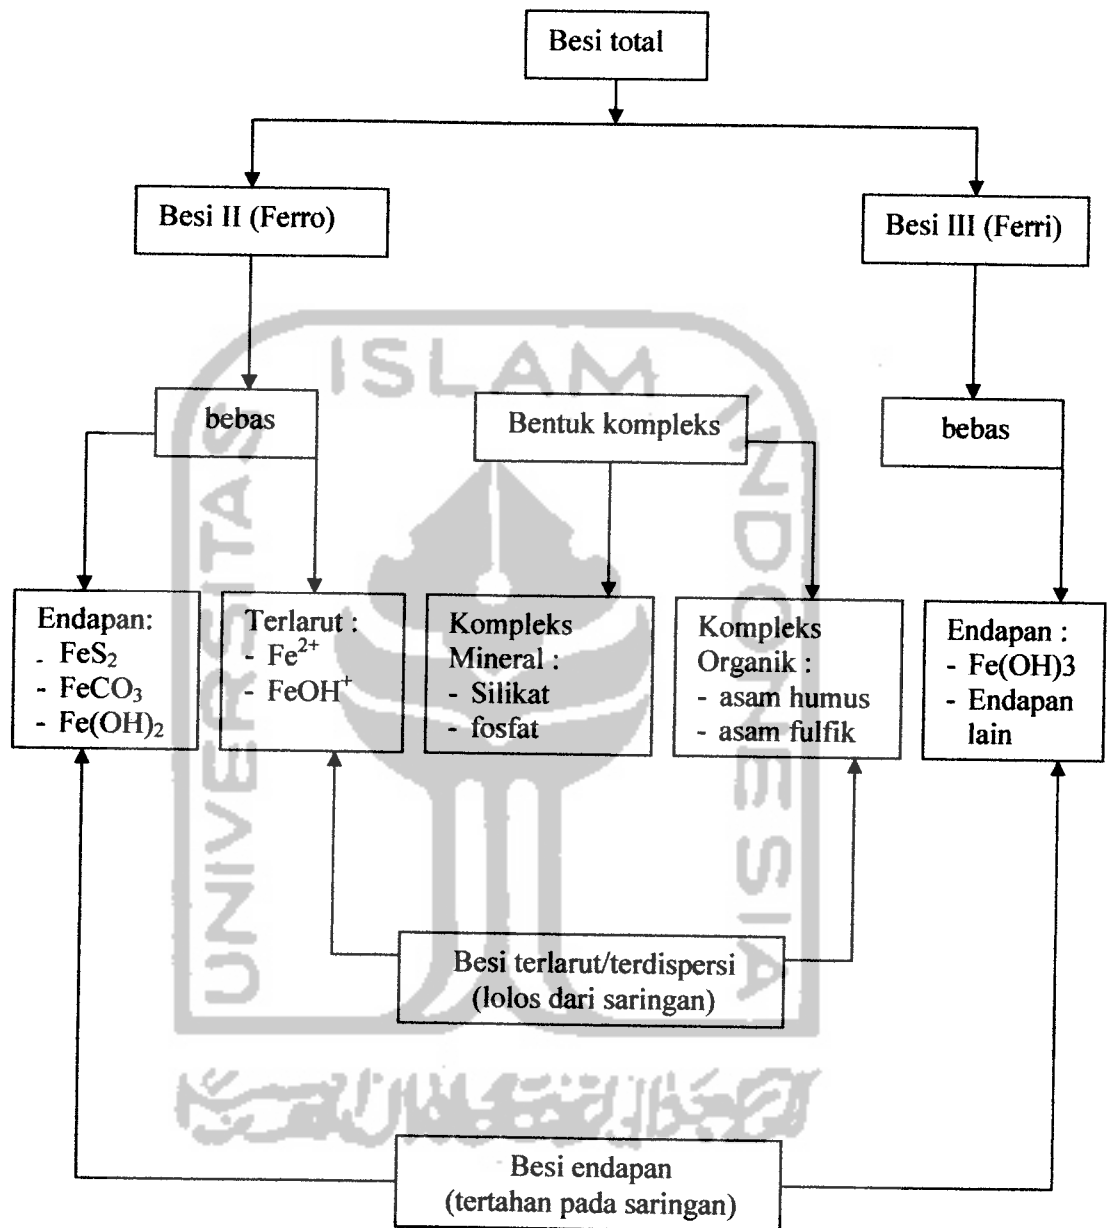 Besi total
Besi II (Ferro)
Besi III (Ferri)
bebas
Bentuk kompleks
bebas
Endapan:
- FeS₂
- FeCO₃
- Fe(OH)₂
Terlarut :
- Fe²⁺
- FeOH⁺
Kompleks
Mineral :
- Silikat
- fosfat
Kompleks
Organik :
- asam humus
- asam fulfik
Endapan :
- Fe(OH)3
- Endapan
lain
Besi terlarut/terdispersi
(lolos dari saringan)
Besi endapan
(tertahan pada saringan)
UNIVERSITAS
ISLAM
INDONESIA